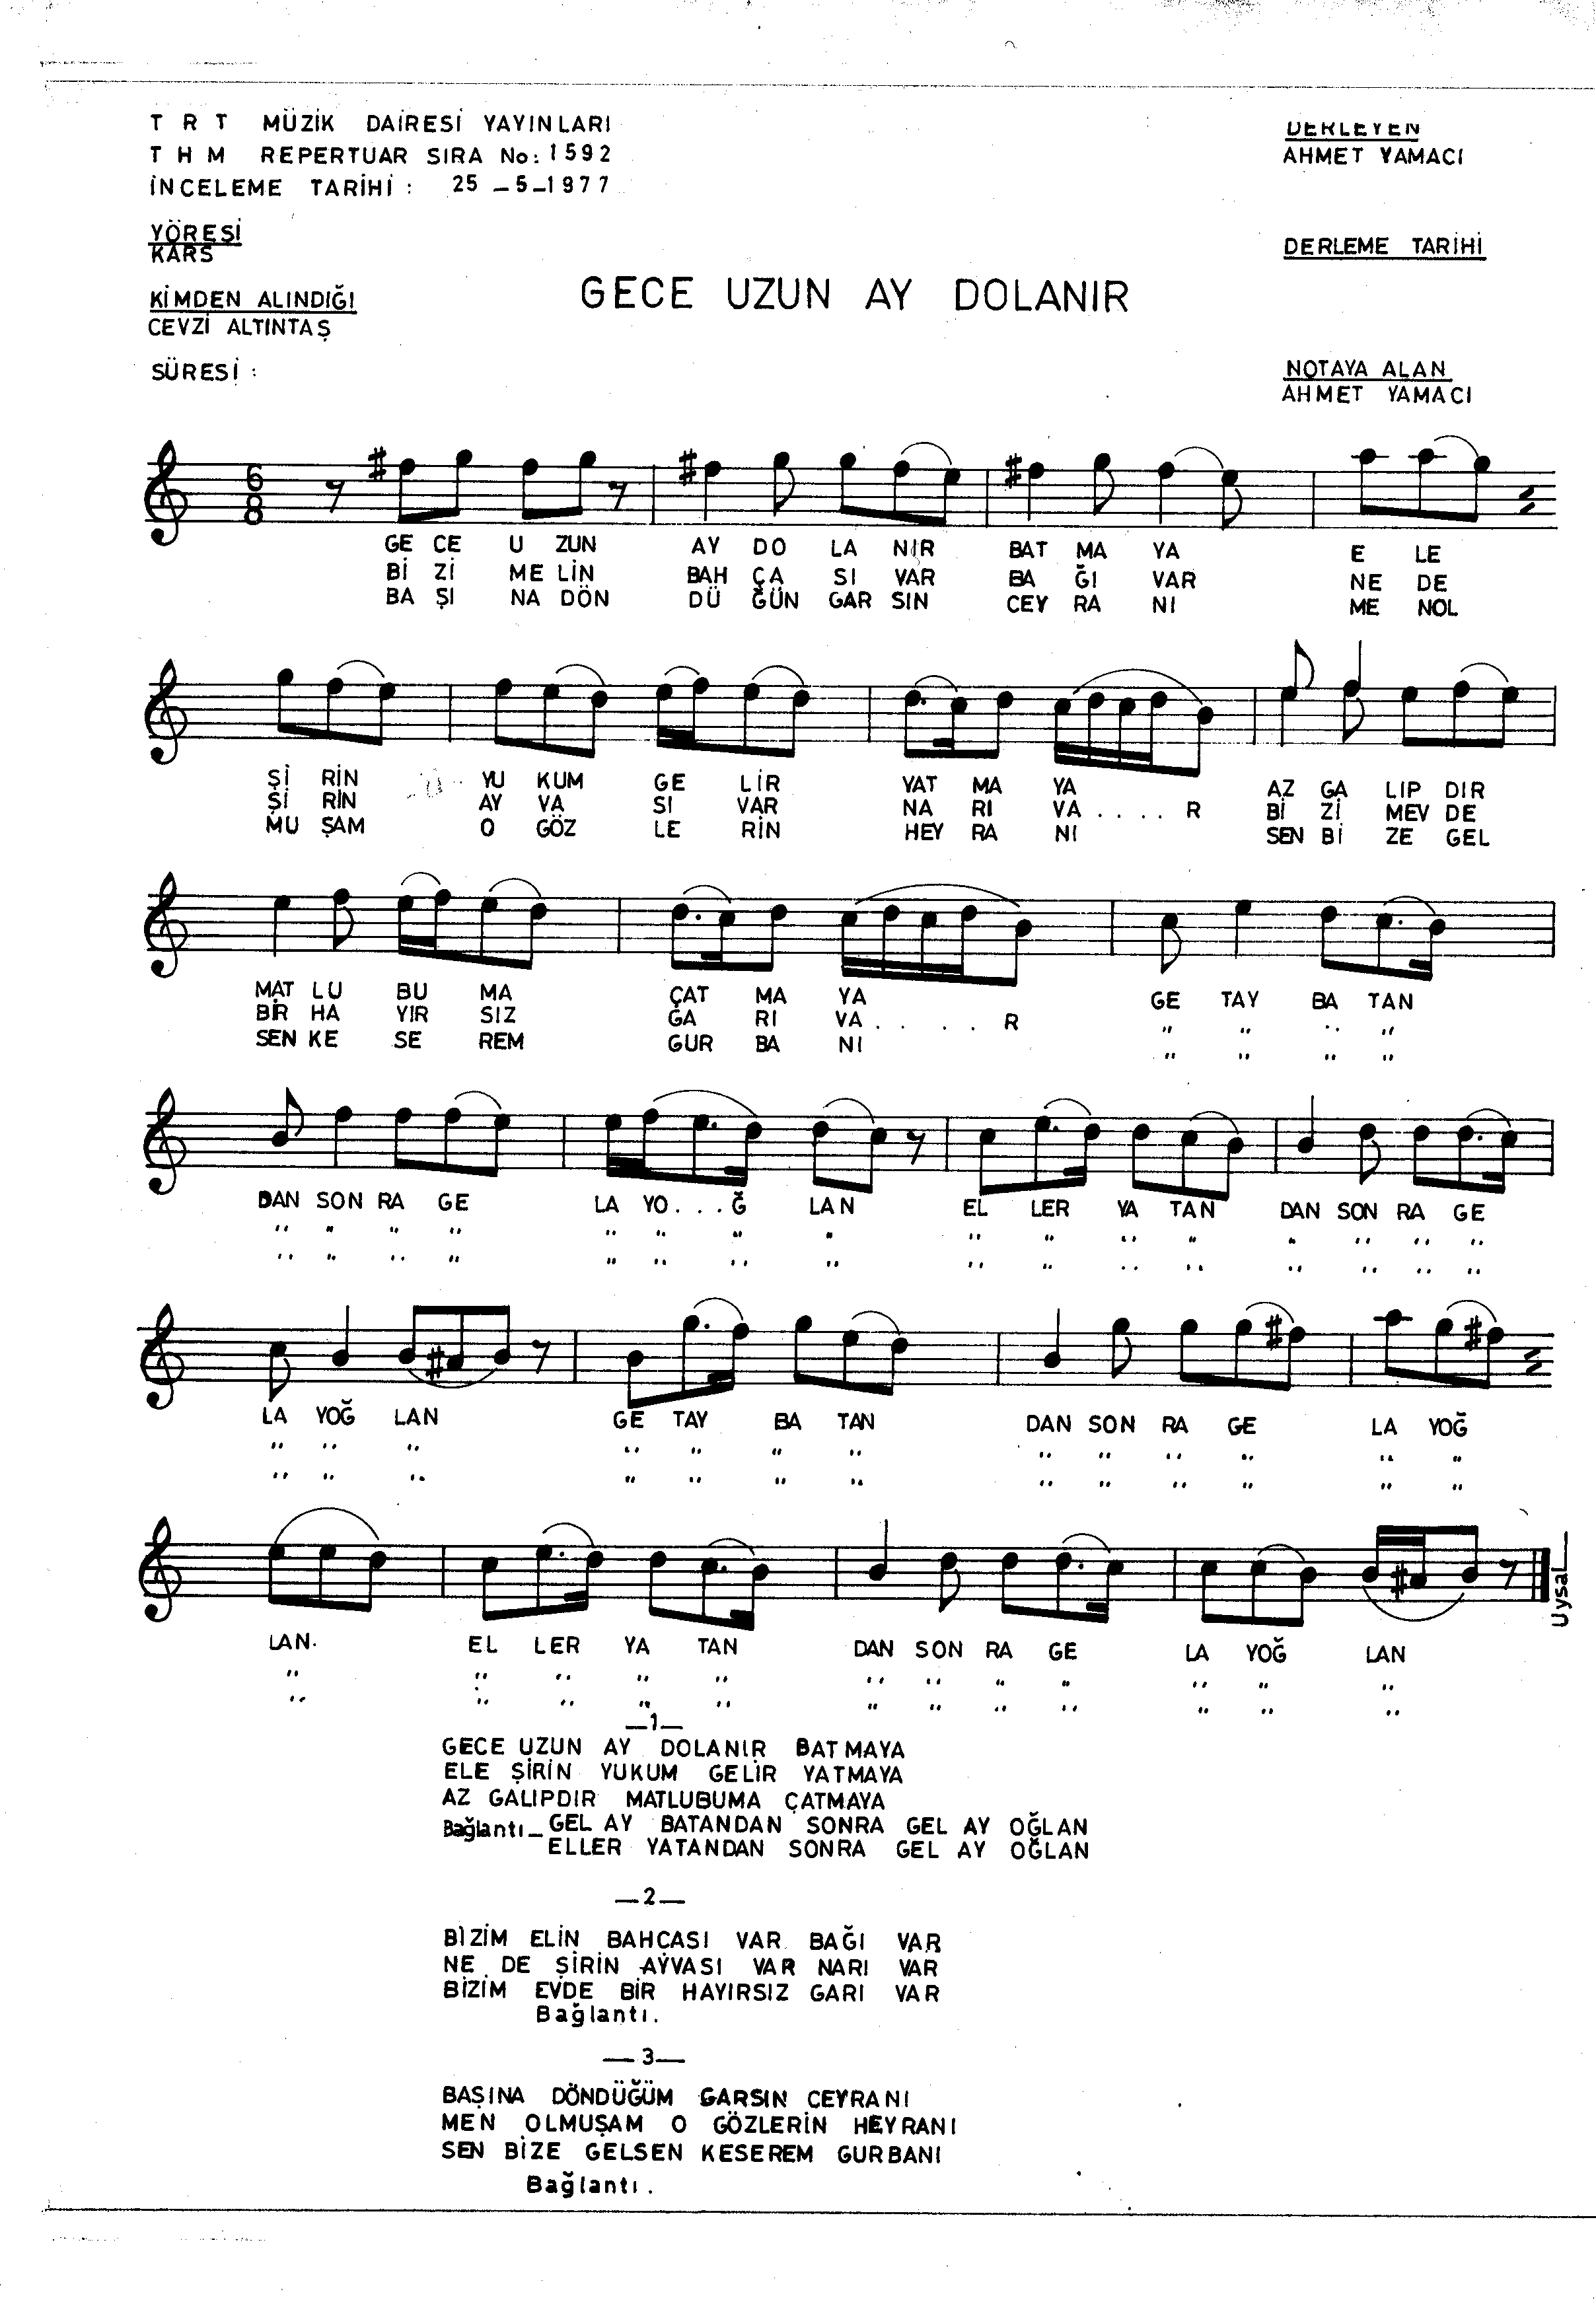 T R T MÜZİK DAİRESİ YAYINLARI
T H M REPERTUAR SIRA No: 1592
İNCELEME TARİHİ : 25 _ 5_1977
DERLEYEN
AHMET YAMACI
YÖRESİ
KARS
DERLEME TARİHİ
KİMDEN ALINDIĞI
CEVZİ ALTINTAŞ
GECE UZUN AY DOLANIR
SÜRESİ :
NOTAYA ALAN
AHMET YAMACI
6
8
GE CE U ZUN AY DO LA NIR BAT MA YA E LE
Bİ Zİ ME LİN BAH ÇA SI VAR BA ĞI VAR NE DE
BA ŞI NA DÖN DÜ ĞÜN GAR SIN CEY RA NI ME NOL
Şİ RİN YU KUM GE LİR YAT MA YA AZ GA LIP DIR
Şİ RİN AY VA SI VAR NA RI VA . . . . R Bİ Zİ MEV DE
MU ŞAM O GÖZ LE RİN HEY RA NI SEN Bİ ZE GEL
MAT LU BU MA ÇAT MA YA GE TAY BA TAN
BİR HA YIR SIZ GA RI VA . . . . R " " " "
SEN KE SE REM GUR BA NI " " " "
DAN SON RA GE LA YO . . . Ğ LAN EL LER YA TAN DAN SON RA GE
" " " " " " " " " " " " " " " "
" " " " " " " " " " " " " " " "
LA YOĞ LAN GE TAY BA TAN DAN SON RA GE LA YOĞ
" " " " " " " " " " " " "
" " " " " " " " " " " " "
LAN. EL LER YA TAN DAN SON RA GE LA YOĞ LAN
" " " " " " " " " " " "
" " " " " " " " " " " "
Uysal
_1_
GECE UZUN AY DOLANIR BATMAYA
ELE ŞİRİN YUKUM GELİR YATMAYA
AZ GALIPDIR MATLUBUMA ÇATMAYA
Bağlantı_ GEL AY BATANDAN SONRA GEL AY OĞLAN
ELLER YATANDAN SONRA GEL AY OĞLAN
_2_
BİZİM ELİN BAHÇASI VAR BAĞI VAR
NE DE ŞİRİN AYVASI VAR NARI VAR
BİZİM EVDE BİR HAYIRSIZ GARI VAR
Bağlantı.
_3_
BAŞINA DÖNDÜĞÜM GARSIN CEYRANI
MEN OLMUŞAM O GÖZLERİN HEYRANI
SEN BİZE GELSEN KESEREM GURBANI
Bağlantı.